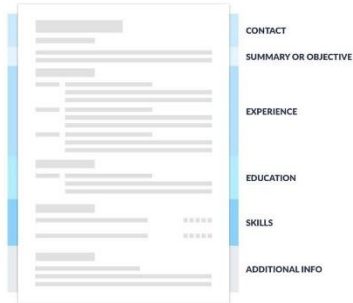 CONTACT
SUMMARY OR OBJECTIVE
EXPERIENCE
EDUCATION
SKILLS
ADDITIONAL INFO